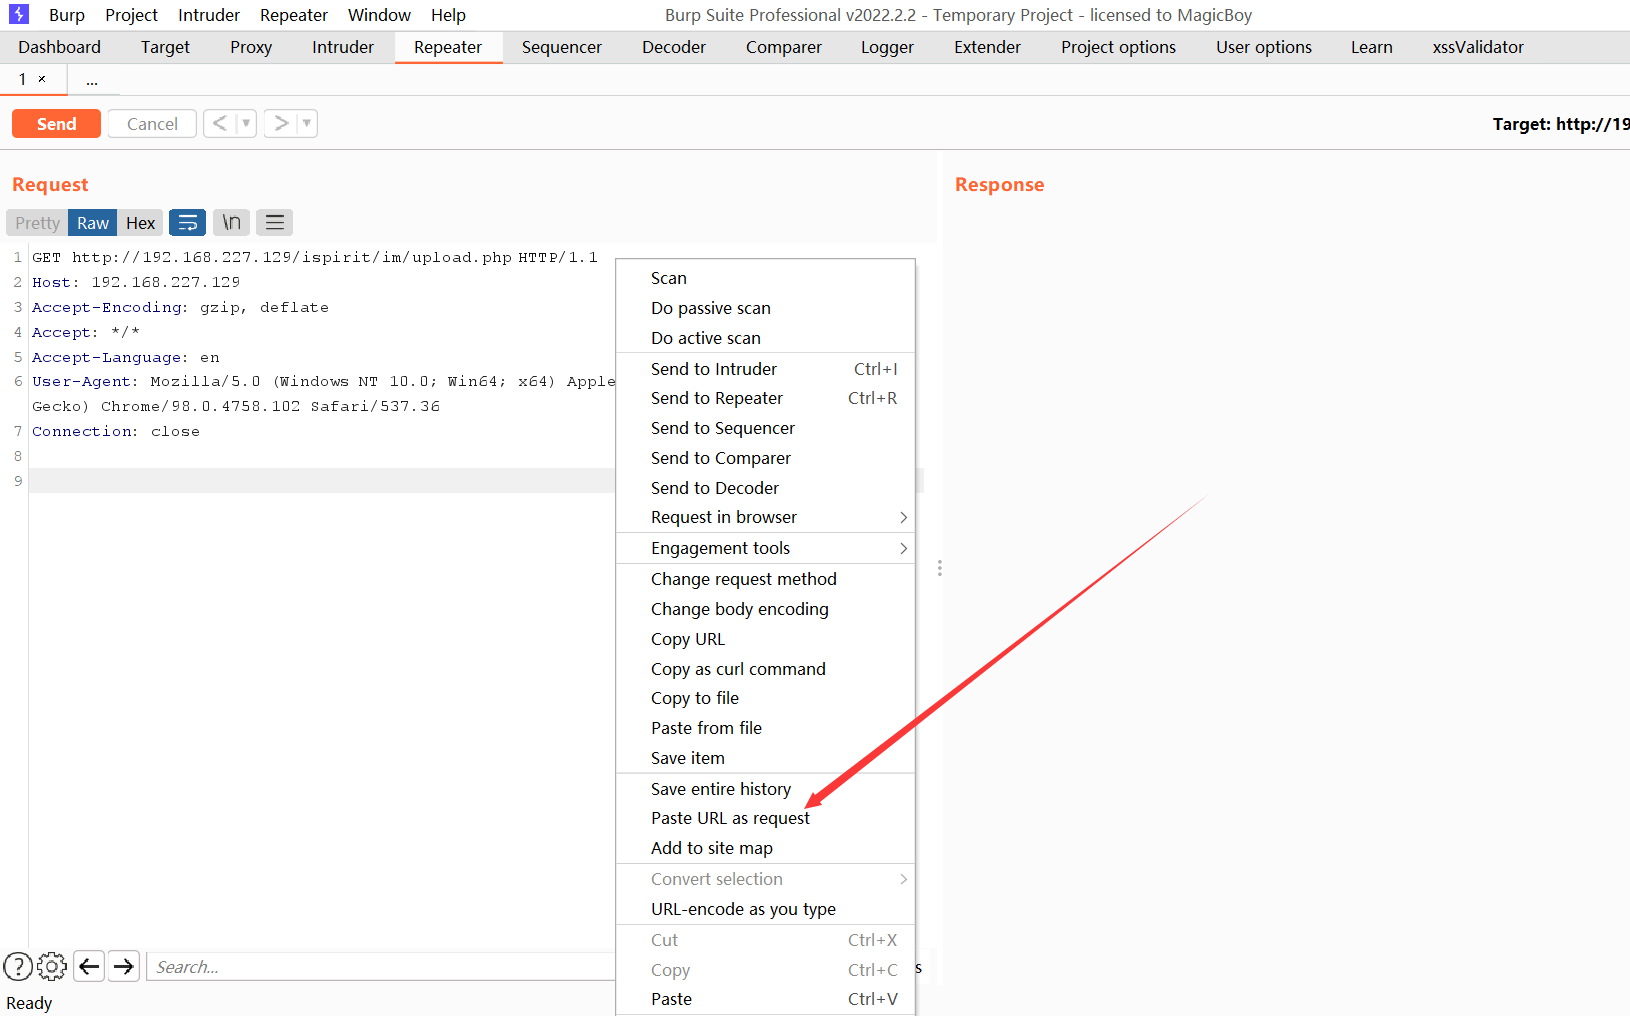 Burp Project Intruder Repeater Window Help Burp Suite Professional v2022.2.2 - Temporary Project - licensed to MagicBoy
Dashboard Target Proxy Intruder Repeater Sequencer Decoder Comparer Logger Extender Project options User options Learn xssValidator
1 × ...
Send Cancel < ▼ > ▼ Target: http://19
Request
Response
Pretty Raw Hex \n
1 GET http://192.168.227.129/ispirit/im/upload.php HTTP/1.1
2 Host: 192.168.227.129
3 Accept-Encoding: gzip, deflate
4 Accept: */*
5 Accept-Language: en
6 User-Agent: Mozilla/5.0 (Windows NT 10.0; Win64; x64) Apple
Gecko) Chrome/98.0.4758.102 Safari/537.36
7 Connection: close
8
9
Scan
Do passive scan
Do active scan
Send to Intruder Ctrl+I
Send to Repeater Ctrl+R
Send to Sequencer
Send to Comparer
Send to Decoder
Request in browser
Engagement tools
Change request method
Change body encoding
Copy URL
Copy as curl command
Copy to file
Paste from file
Save item
Save entire history
Paste URL as request
Add to site map
Convert selection
URL-encode as you type
Cut Ctrl+X
Copy Ctrl+C
Paste Ctrl+V
? Search... s
Ready